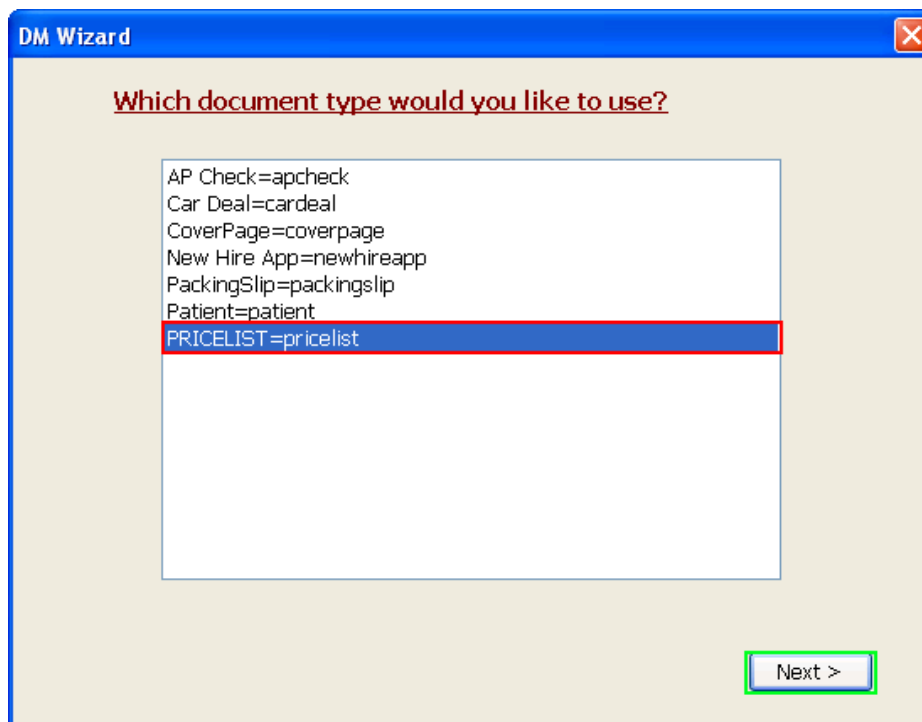 DM Wizard
Which document type would you like to use?
AP Check=apcheck
Car Deal=cardeal
CoverPage=coverpage
New Hire App=newhireapp
PackingSlip=packingslip
Patient=patient
PRICELIST=pricelist
Next >